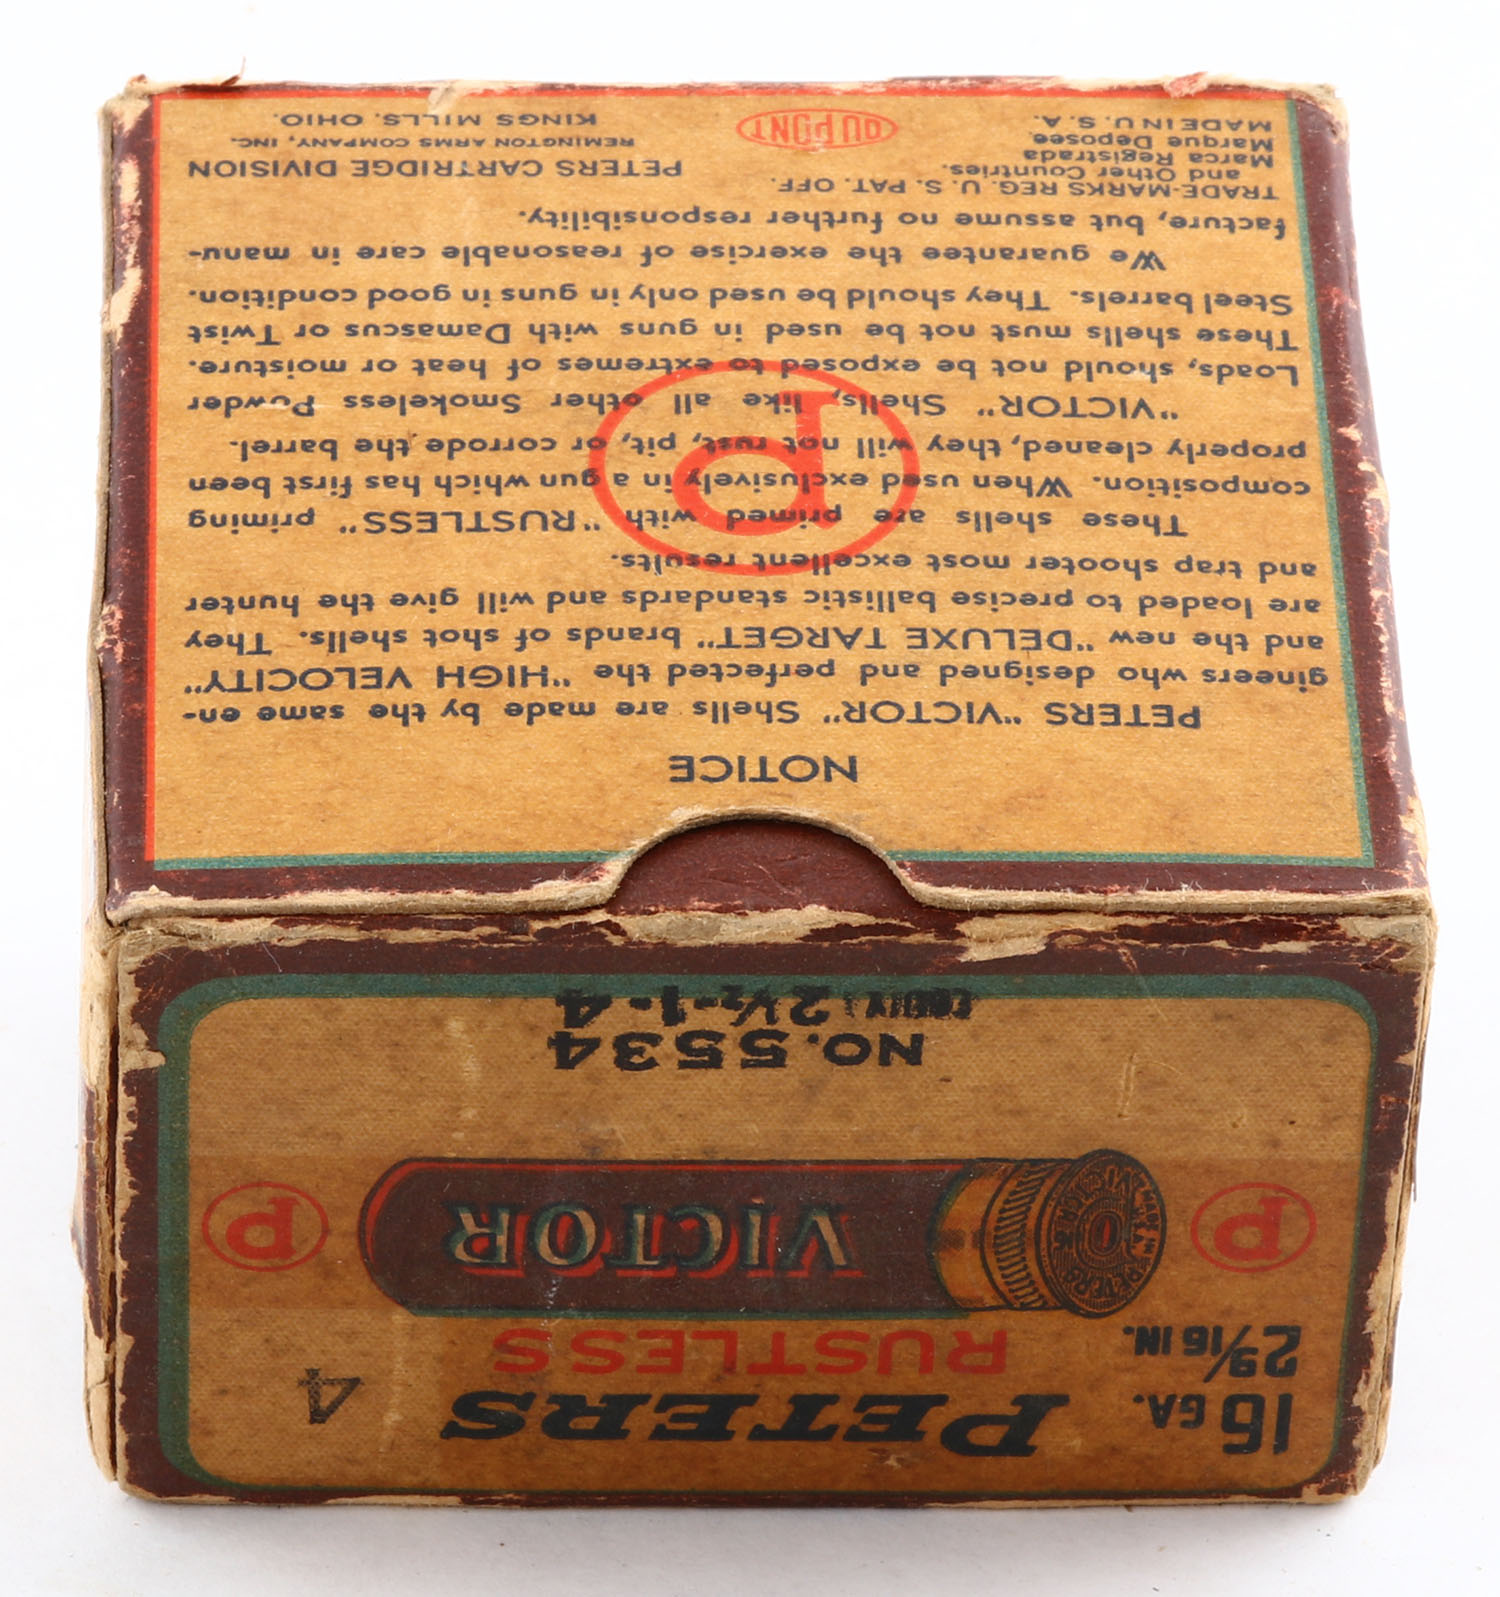 16 GA.
2 9/16 IN.
PETERS
4
RUSTLESS
P
VICTOR
P
PETERS
VICTOR
MADE IN
NO. 5534
2½-1-4
NOTICE
PETERS "VICTOR" Shells are made by the same en-
gineers who designed and perfected the "HIGH VELOCITY"
and the new "DELUXE TARGET" brands of shot shells. They
are loaded to precise ballistic standards and will give the hunter
and trap shooter most excellent results.
These shells are primed with "RUSTLESS" priming
composition. When used exclusively in a gun which has first been
properly cleaned, they will not rust, pit, or corrode the barrel.
"VICTOR" Shells, like all other Smokeless Powder
Loads, should not be exposed to extremes of heat or moisture.
These shells must not be used in guns with Damascus or Twist
Steel barrels. They should be used only in guns in good condition.
We guarantee the exercise of reasonable care in manu-
facture, but assume no further responsibility.
P
TRADE-MARKS REG. U. S. PAT. OFF.
and Other Countries.
Marca Registrada
Marque Deposee.
MADE IN U. S. A.
DU PONT
PETERS CARTRIDGE DIVISION
REMINGTON ARMS COMPANY, INC.
KINGS MILLS, OHIO.